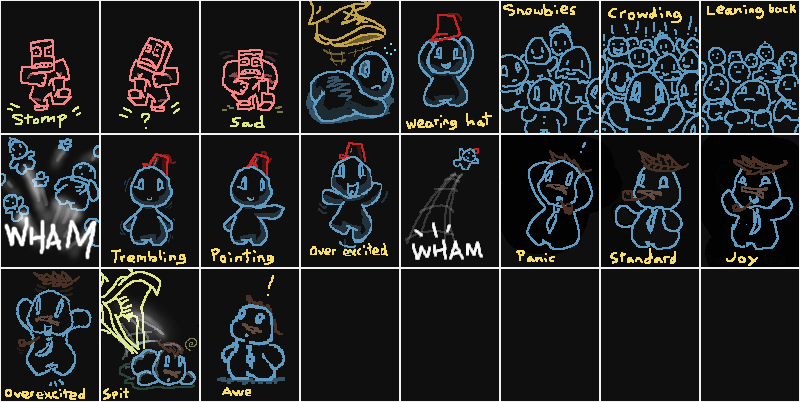 Stomp
?
Sad
wearing hat
Snowbies
Crowding
Leaning back
WHAM
Trembling
Pointing
Over excited
WHAM
!
Panic
Standard
Joy
Overexcited
Spit
!
Awe